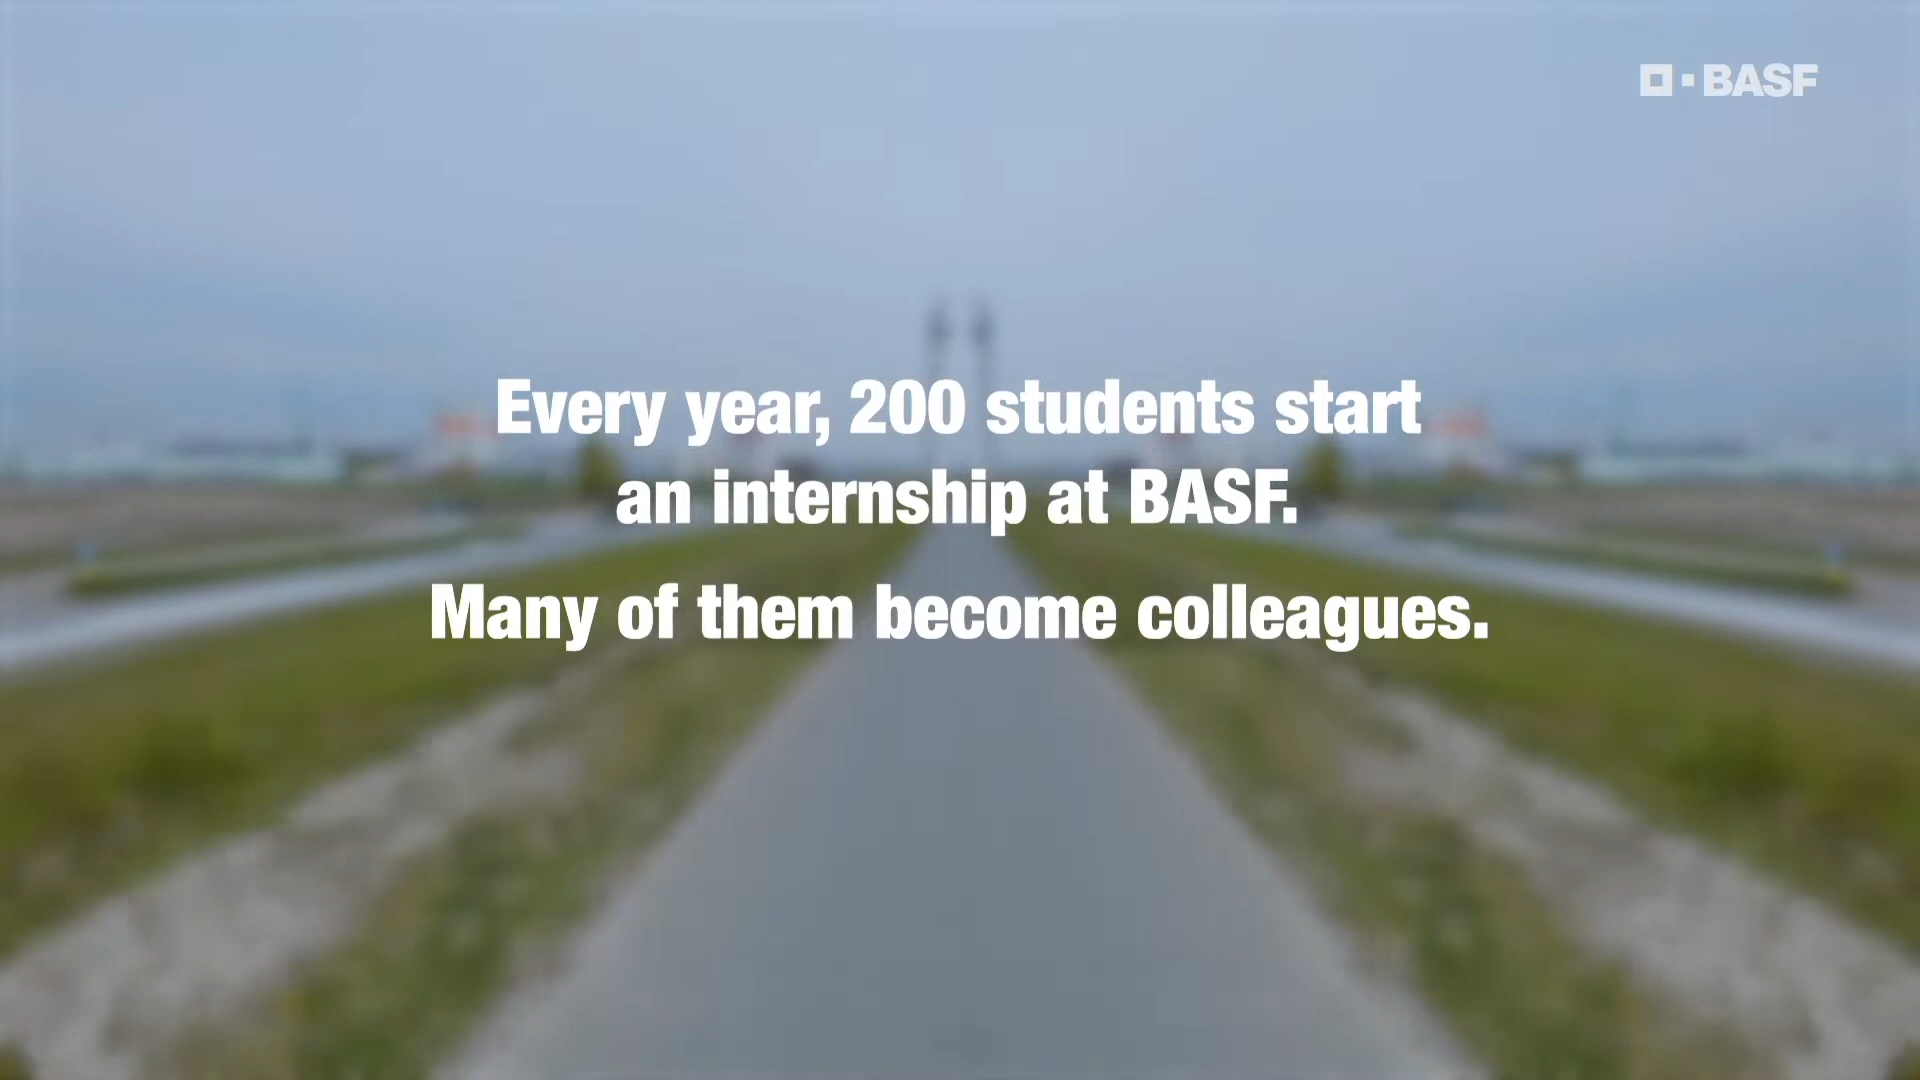 BASF
Every year, 200 students start
an internship at BASF.
Many of them become colleagues.